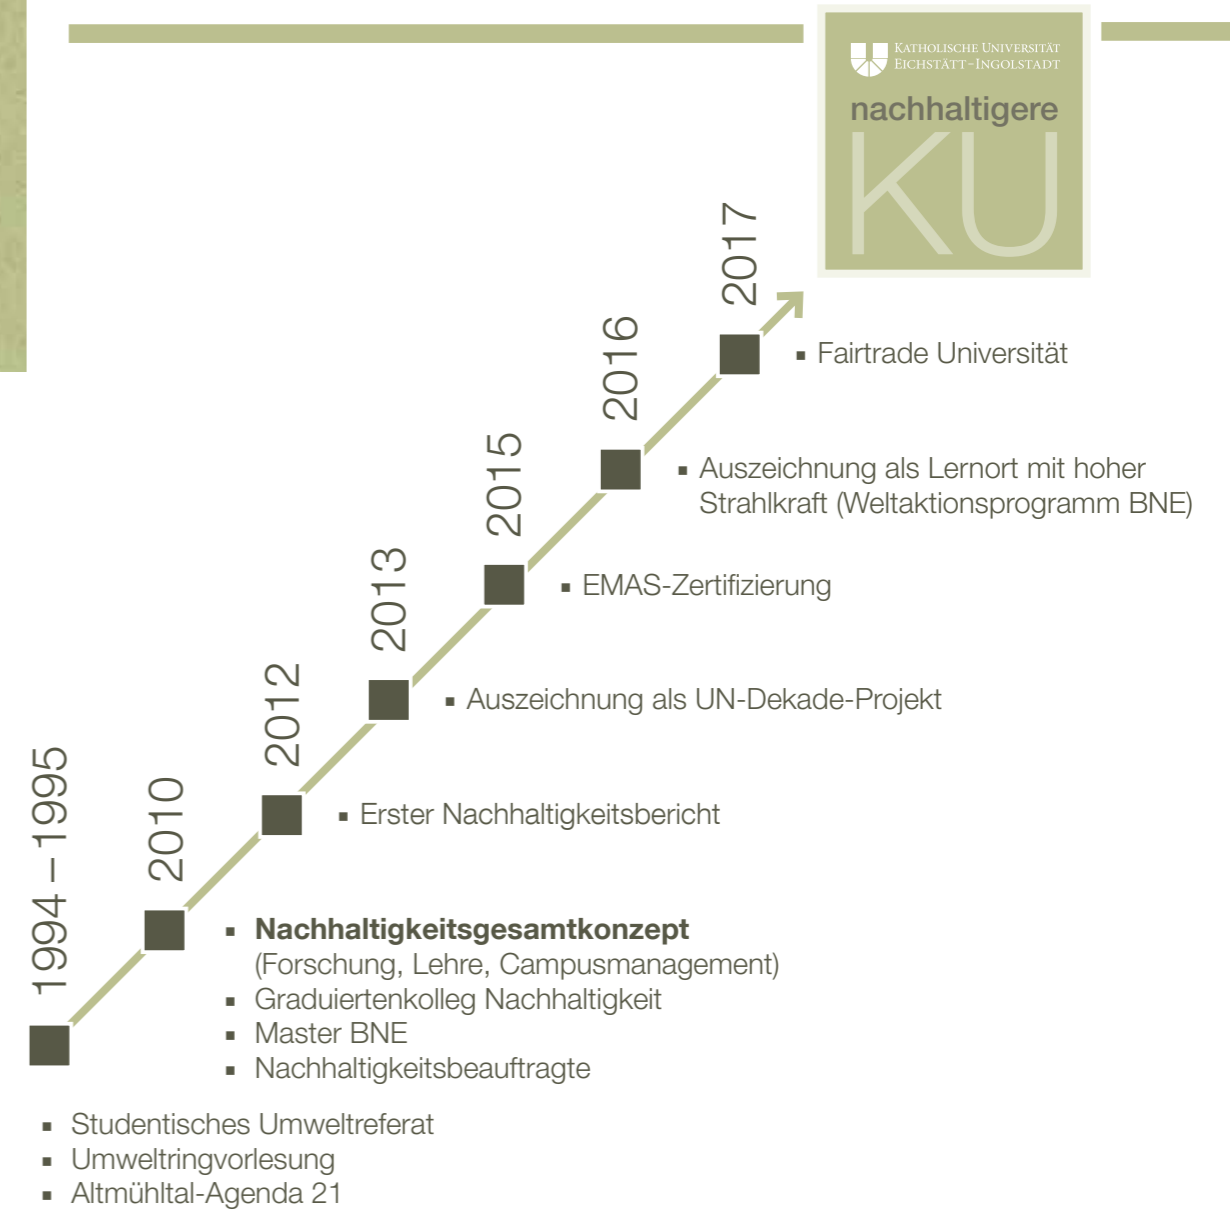 KATHOLISCHE UNIVERSITÄT
EICHSTÄTT-INGOLSTADT
nachhaltigere
KU
2017
▪ Fairtrade Universität
2016
▪ Auszeichnung als Lernort mit hoher
Strahlkraft (Weltaktionsprogramm BNE)
2015
▪ EMAS-Zertifizierung
2013
▪ Auszeichnung als UN-Dekade-Projekt
2012
▪ Erster Nachhaltigkeitsbericht
2010
▪ Nachhaltigkeitsgesamtkonzept
(Forschung, Lehre, Campusmanagement)
▪ Graduiertenkolleg Nachhaltigkeit
▪ Master BNE
▪ Nachhaltigkeitsbeauftragte
1994 – 1995
▪ Studentisches Umweltreferat
▪ Umweltringvorlesung
▪ Altmühltal-Agenda 21